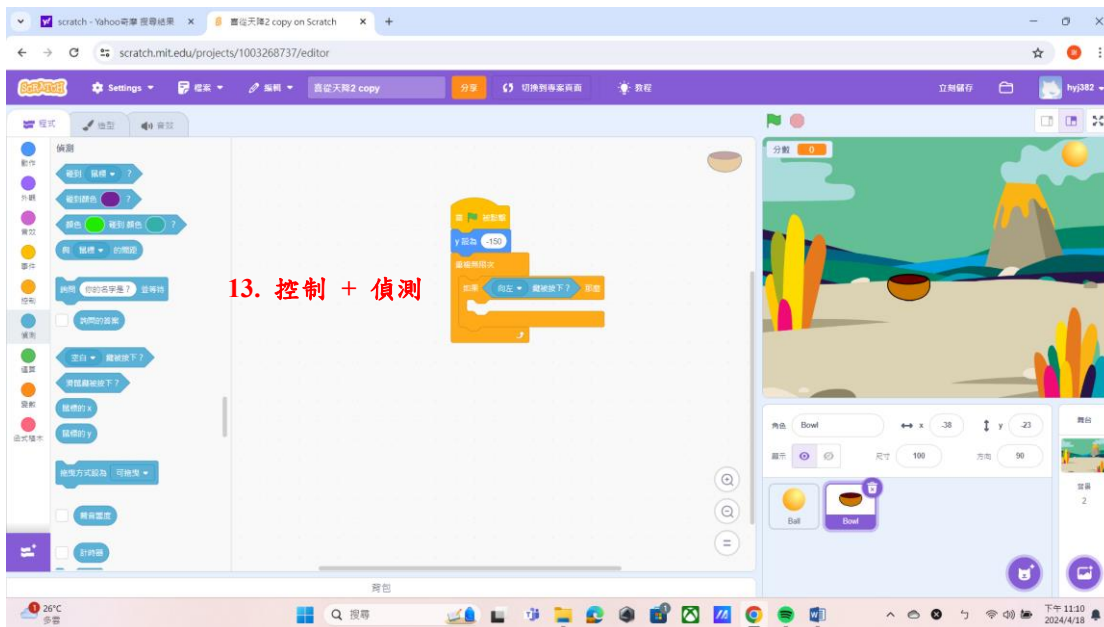 scratch - Yahoo奇摩 搜尋結果
直從天降2 copy on Scratch
scratch.mit.edu/projects/1003268737/editor
SCRATCH
Settings
檔案
編輯
直從天降2 copy
分享
切換到專案頁面
教程
立刻儲存
hyj382
程式
造型
音效
動作
外觀
音效
事件
控制
偵測
運算
變數
函式積木
偵測
碰到 鼠標 ?
碰到顏色 ?
顏色 碰到 顏色 ?
與 鼠標 的間距
詢問 你的名字是? 並等待
詢問的答案
空白 鍵被按下?
滑鼠鍵被按下?
鼠標的 x
鼠標的 y
拖曳方式設為 可拖曳
聲音響度
計時器
當 被點擊
y 設為 -150
重複無限次
如果 向左 鍵被按下? 那麼
13. 控制 + 偵測
分數 0
角色 Bowl
x -38
y -23
顯示
尺寸 100
方向 90
Ball
Bowl
舞台
背景
2
背包
26°C
多雲
搜尋
下午 11:10
2024/4/18